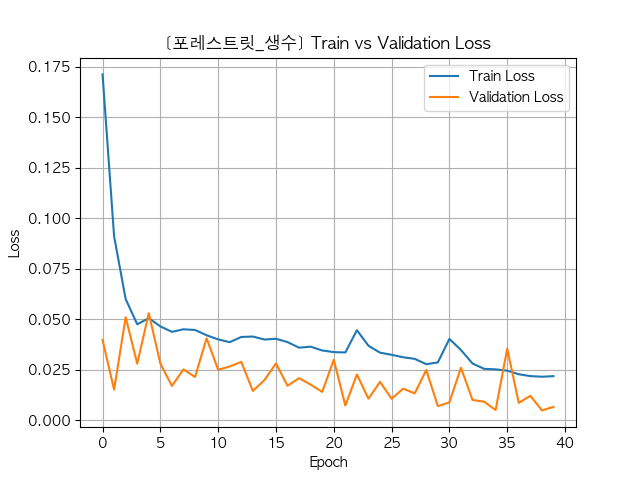 [포레스트릿_생수] Train vs Validation Loss
Train Loss
Validation Loss
Loss
0.175
0.150
0.125
0.100
0.075
0.050
0.025
0.000
0 5 10 15 20 25 30 35 40
Epoch